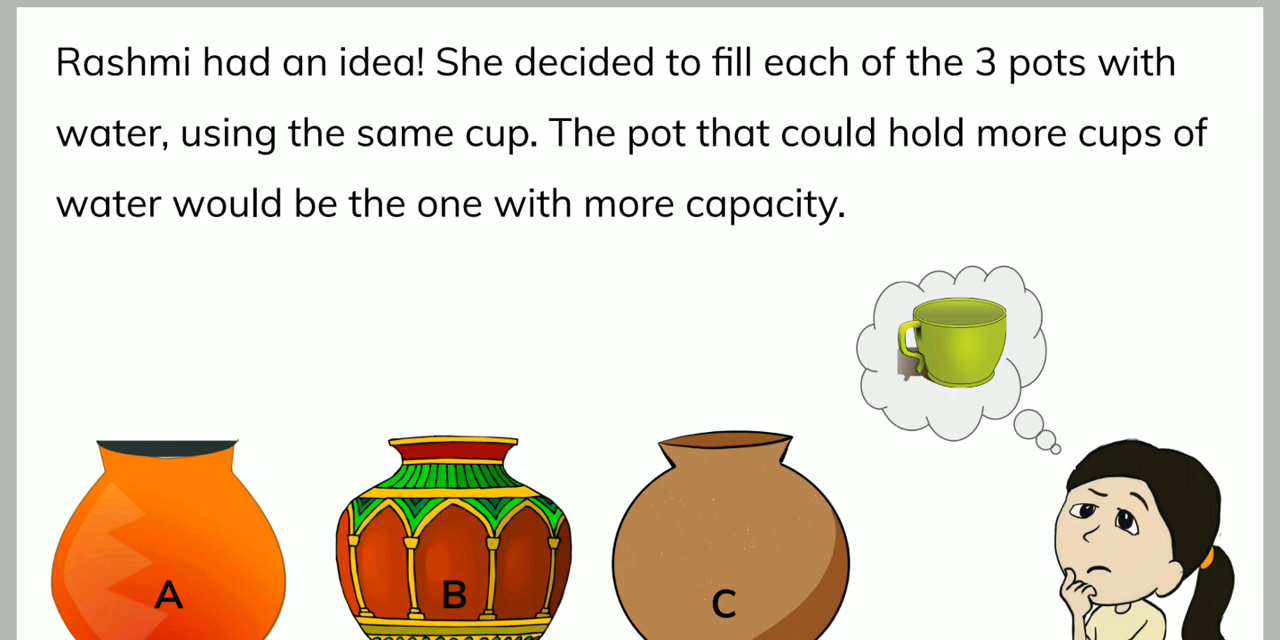 Rashmi had an idea! She decided to fill each of the 3 pots with
water, using the same cup. The pot that could hold more cups of
water would be the one with more capacity.
A
B
C